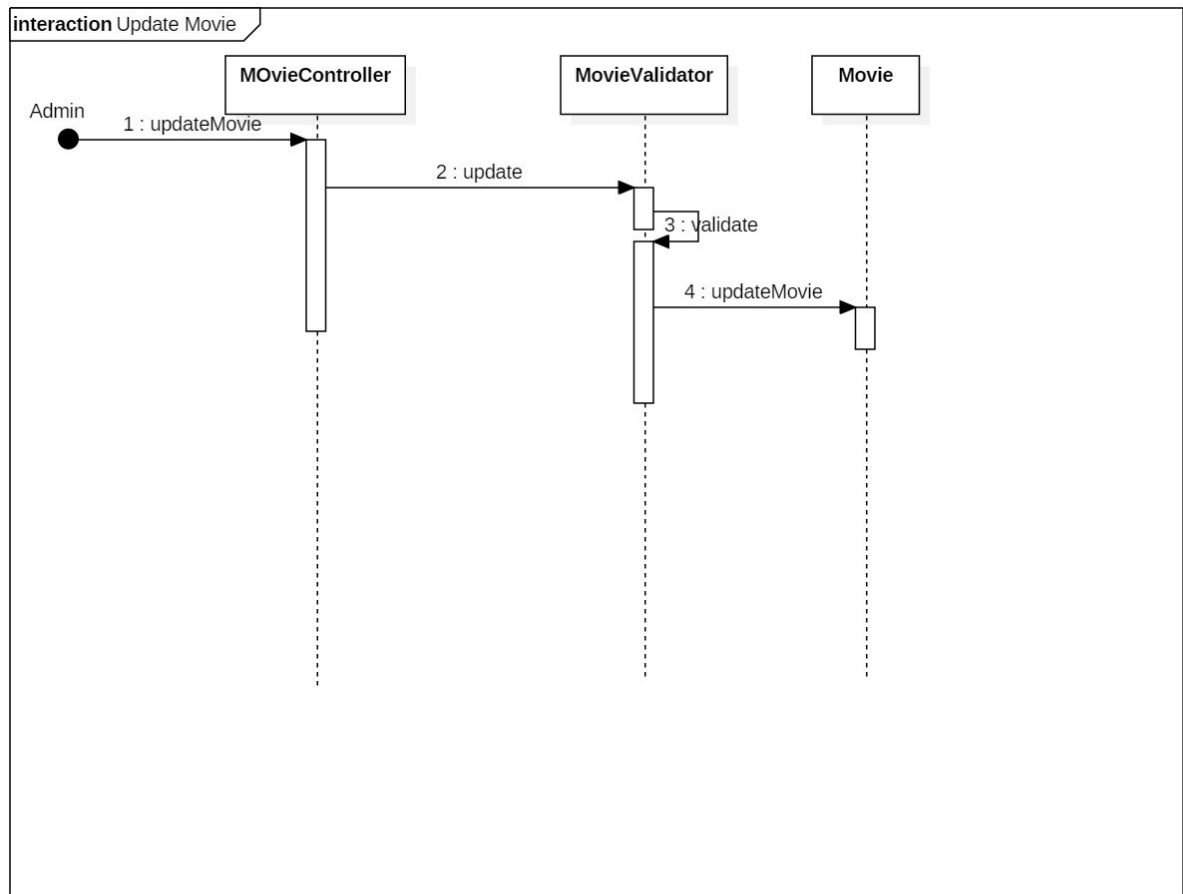 interaction Update Movie
MOvieController
MovieValidator
Movie
Admin
1 : updateMovie
2 : update
3 : validate
4 : updateMovie